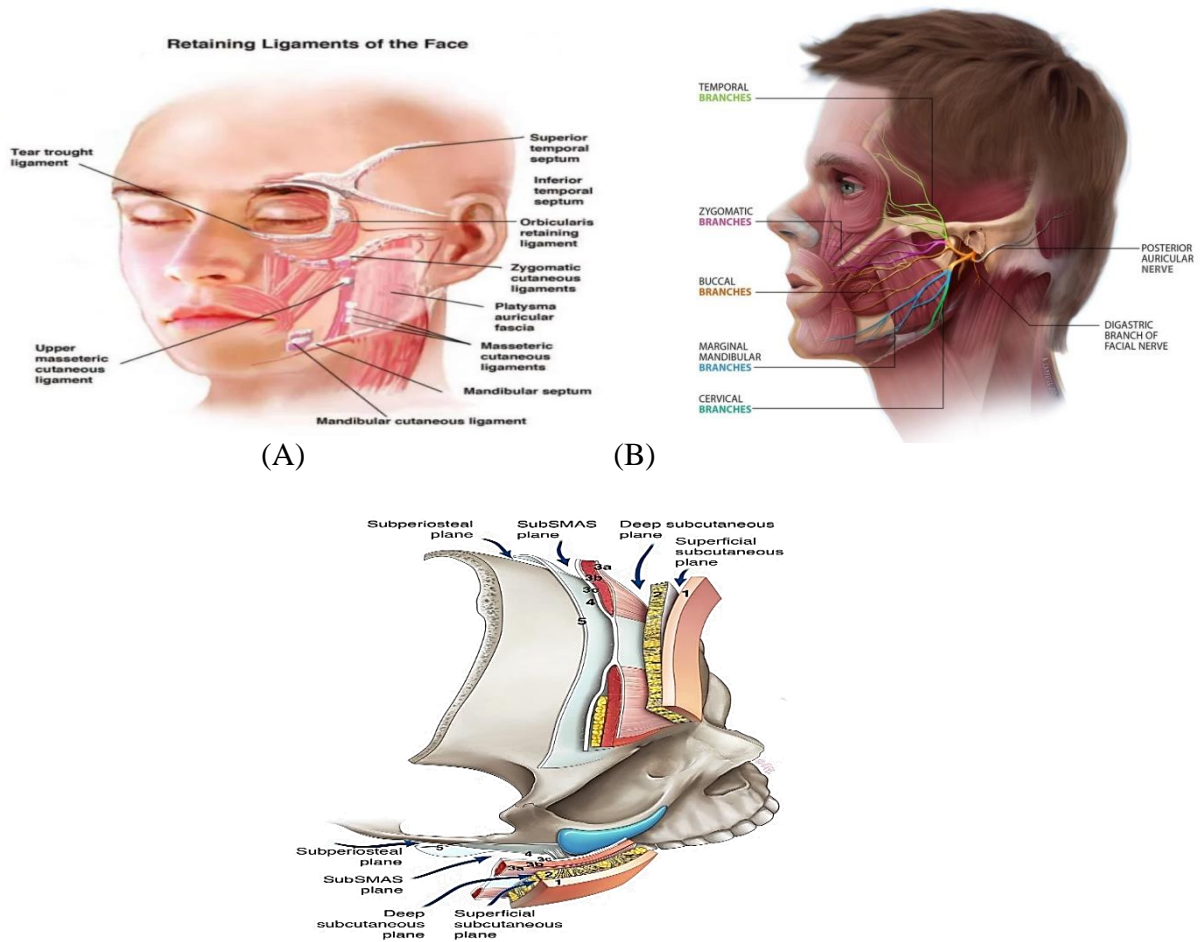 Retaining Ligaments of the Face
Tear trought
ligament
Superior
temporal
septum
Inferior
temporal
septum
Orbicularis
retaining
ligament
Zygomatic
cutaneous
ligaments
Platysma
auricular
fascia
Masseteric
cutaneous
ligaments
Upper
masseteric
cutaneous
ligament
Mandibular septum
Mandibular cutaneous ligament
(A)
TEMPORAL
BRANCHES
ZYGOMATIC
BRANCHES
BUCCAL
BRANCHES
MARGINAL
MANDIBULAR
BRANCHES
CERVICAL
BRANCHES
POSTERIOR
AURICULAR
NERVE
DIGASTRIC
BRANCH OF
FACIAL NERVE
(B)
Subperiosteal
plane
SubSMAS
plane
Deep subcutaneous
plane
Superficial
subcutaneous
plane
3a
3b
3c
4
5
2
1
Subperiosteal
plane
SubSMAS
plane
Deep
subcutaneous
plane
Superficial
subcutaneous
plane
5
4
3c
3b
3a
2
1